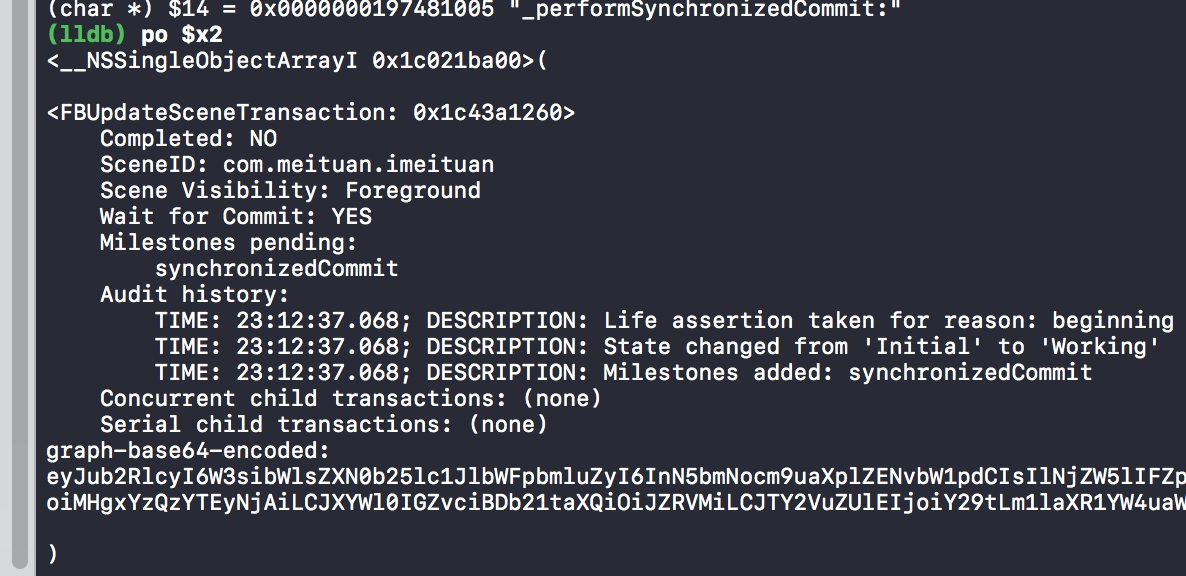 (char *) $14 = 0x0000000197481005 "_performSynchronizedCommit:"
(lldb) po $x2
<__NSSingleObjectArrayI 0x1c021ba00>(
<FBUpdateSceneTransaction: 0x1c43a1260>
Completed: NO
SceneID: com.meituan.imeituan
Scene Visibility: Foreground
Wait for Commit: YES
Milestones pending:
synchronizedCommit
Audit history:
TIME: 23:12:37.068; DESCRIPTION: Life assertion taken for reason: beginning
TIME: 23:12:37.068; DESCRIPTION: State changed from 'Initial' to 'Working'
TIME: 23:12:37.068; DESCRIPTION: Milestones added: synchronizedCommit
Concurrent child transactions: (none)
Serial child transactions: (none)
graph-base64-encoded:
eyJub2RlcyI6W3sibWlsZXN0b25lc1JlbWFpbmluZyI6InN5bmNocm9uaXplZENvbW1pdCIsIlNjZW5lIFZp
oiMHgxYzQzYTEyNjAiLCJXYWl0IGZvciBDb21taXQiOiJZRVMiLCJTY2VuZUlEIjoiY29tLm1laXR1YW4uaW
)